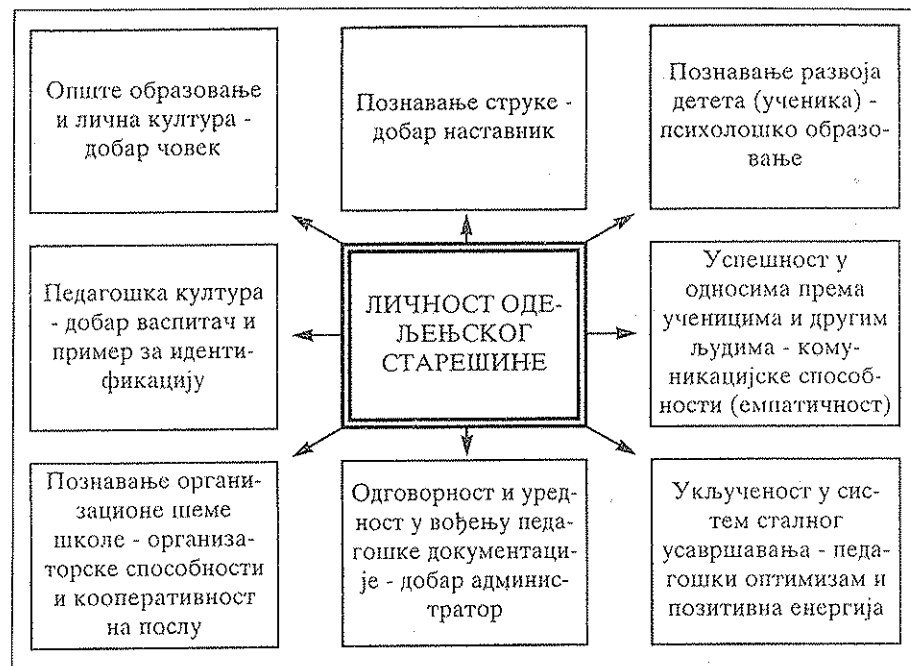 Опште образовање
и лична култура -
добар човек
Познавање струке -
добар наставник
Познавање развоја
детета (ученика) -
психолошко образо-
вање
Педагошка култура
- добар васпитач и
пример за иденти-
фикацију
ЛИЧНОСТ ОДЕ-
ЉЕЊСКОГ
СТАРЕШИНЕ
Успешност у
односима према
ученицима и другим
људима - кому-
никацијске способ-
ности (емпатичност)
Познавање органи-
зационе шеме
школе - организа-
торске способности
и кооперативност
на послу
Одговорност и уред-
ност у вођењу педа-
гошке документаци-
је - добар админис-
тратор
Укљученост у сис-
тем сталног
усавршавања - педа-
гошки оптимизам и
позитивна енергија